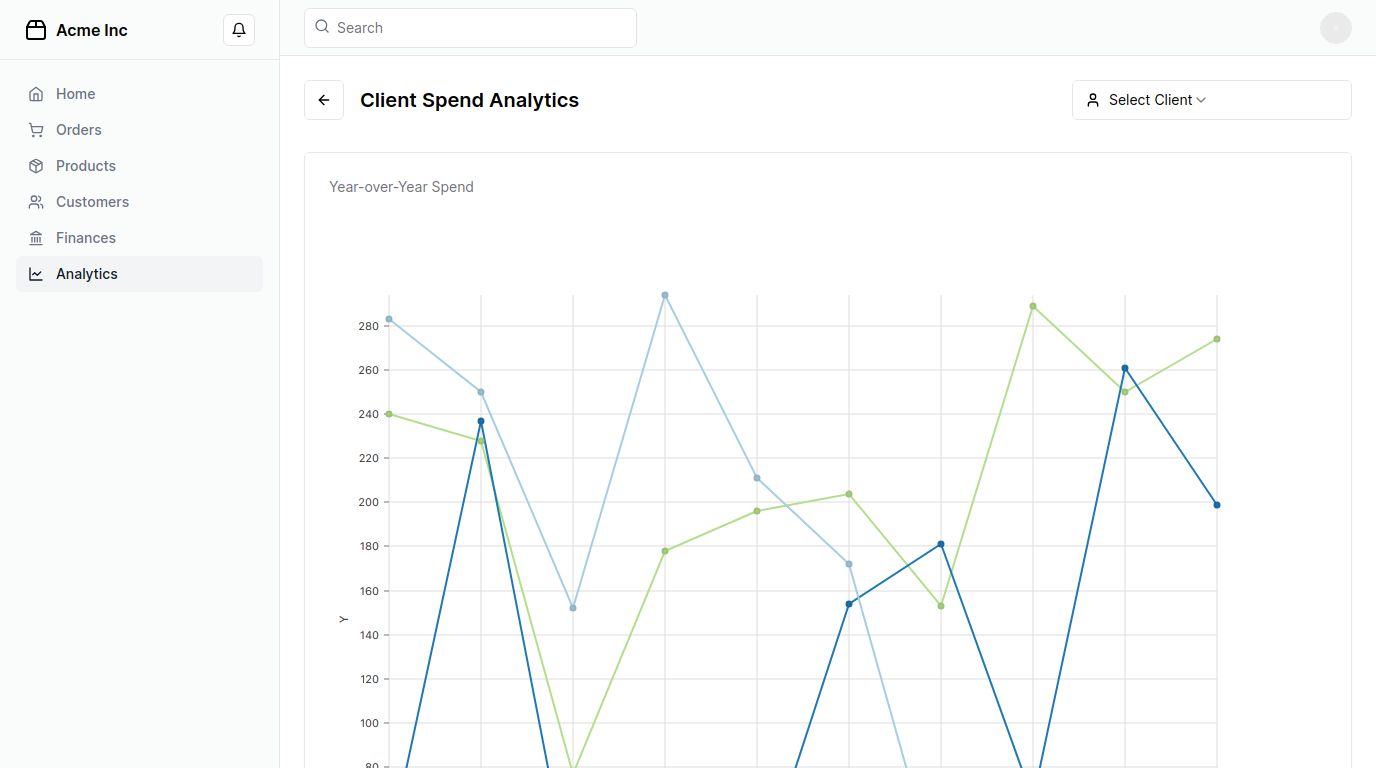 Acme Inc
Search
Home
Orders
Products
Customers
Finances
Analytics
Client Spend Analytics
Select Client
Year-over-Year Spend
280
260
240
220
200
180
160
Y
140
120
100
80